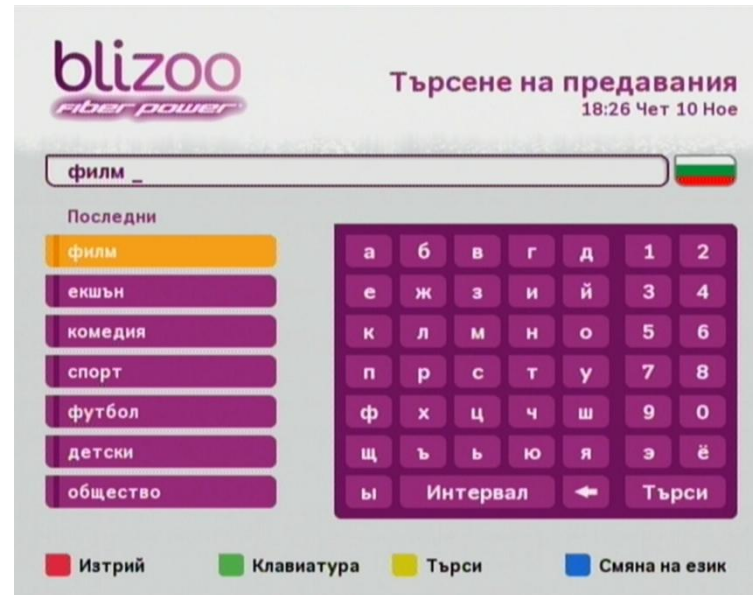 blizoo
Fiber power
Търсене на предавания
18:26 Чет 10 Ное
филм _
Последни
филм
екшън
комедия
спорт
футбол
детски
общество
а б в г д 1 2
е ж з и й 3 4
к л м н о 5 6
п р с т у 7 8
ф х ц ч ш 9 0
щ ъ ь ю я э ё
ы Интервал Търси
Изтрий Клавиатура Търси Смяна на език